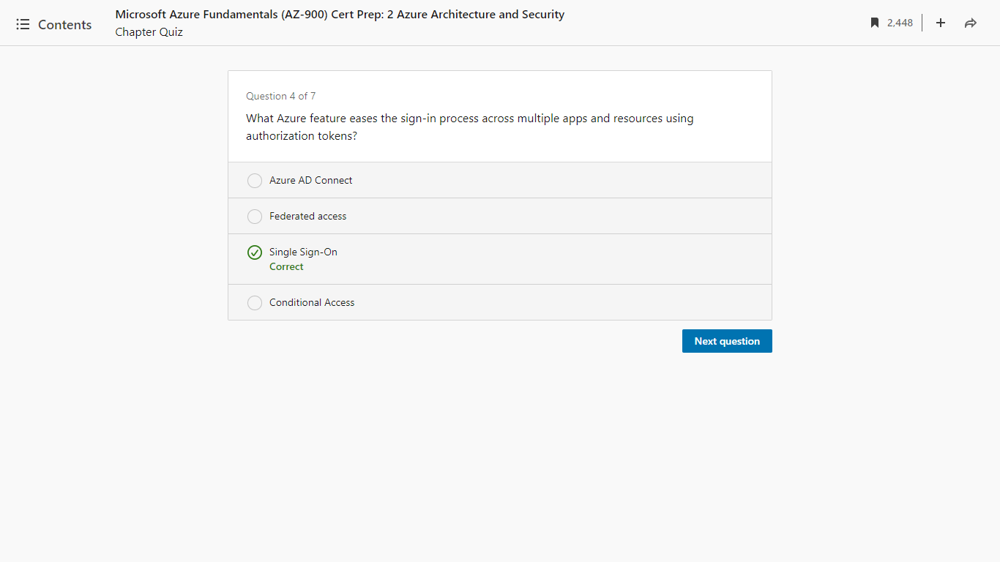 Contents
Microsoft Azure Fundamentals (AZ-900) Cert Prep: 2 Azure Architecture and Security
Chapter Quiz
2,448
Question 4 of 7
What Azure feature eases the sign-in process across multiple apps and resources using
authorization tokens?
Azure AD Connect
Federated access
Single Sign-On
Correct
Conditional Access
Next question